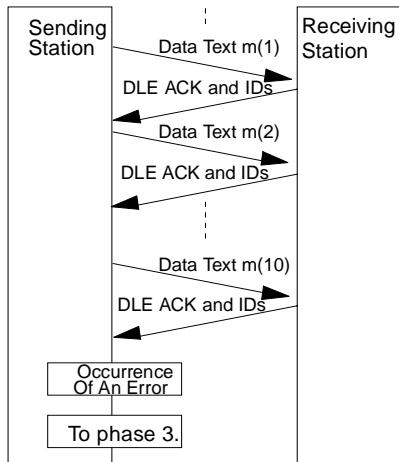 Sending
Station
Receiving
Station
Data Text m(1)
DLE ACK and IDs
Data Text m(2)
DLE ACK and IDs
Data Text m(10)
DLE ACK and IDs
Occurrence
Of An Error
To phase 3.